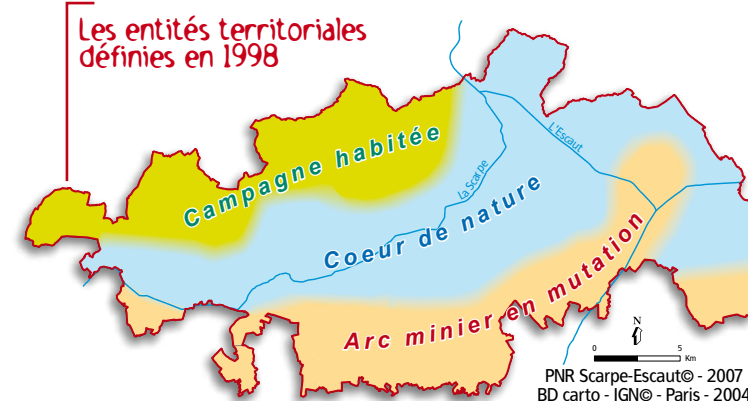 Les entités territoriales
définies en 1998
Campagne habitée
La Scarpe
L'Escaut
Coeur de nature
Arc minier en mutation
N
0 5 Km
PNR Scarpe-Escaut© - 2007
BD carto - IGN© - Paris - 2004